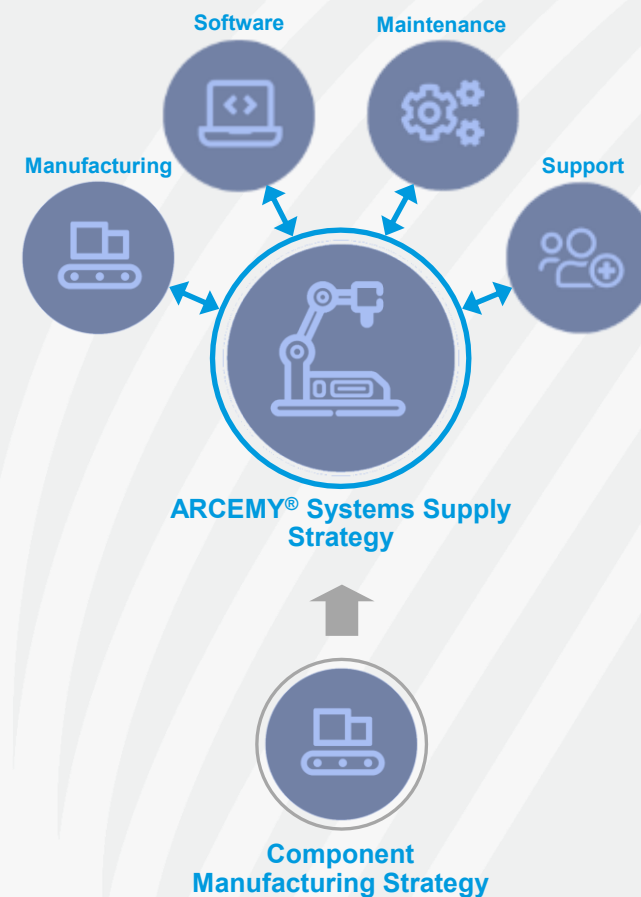 Software
Maintenance
Manufacturing
Support
ARCEMY® Systems Supply
Strategy
Component
Manufacturing Strategy